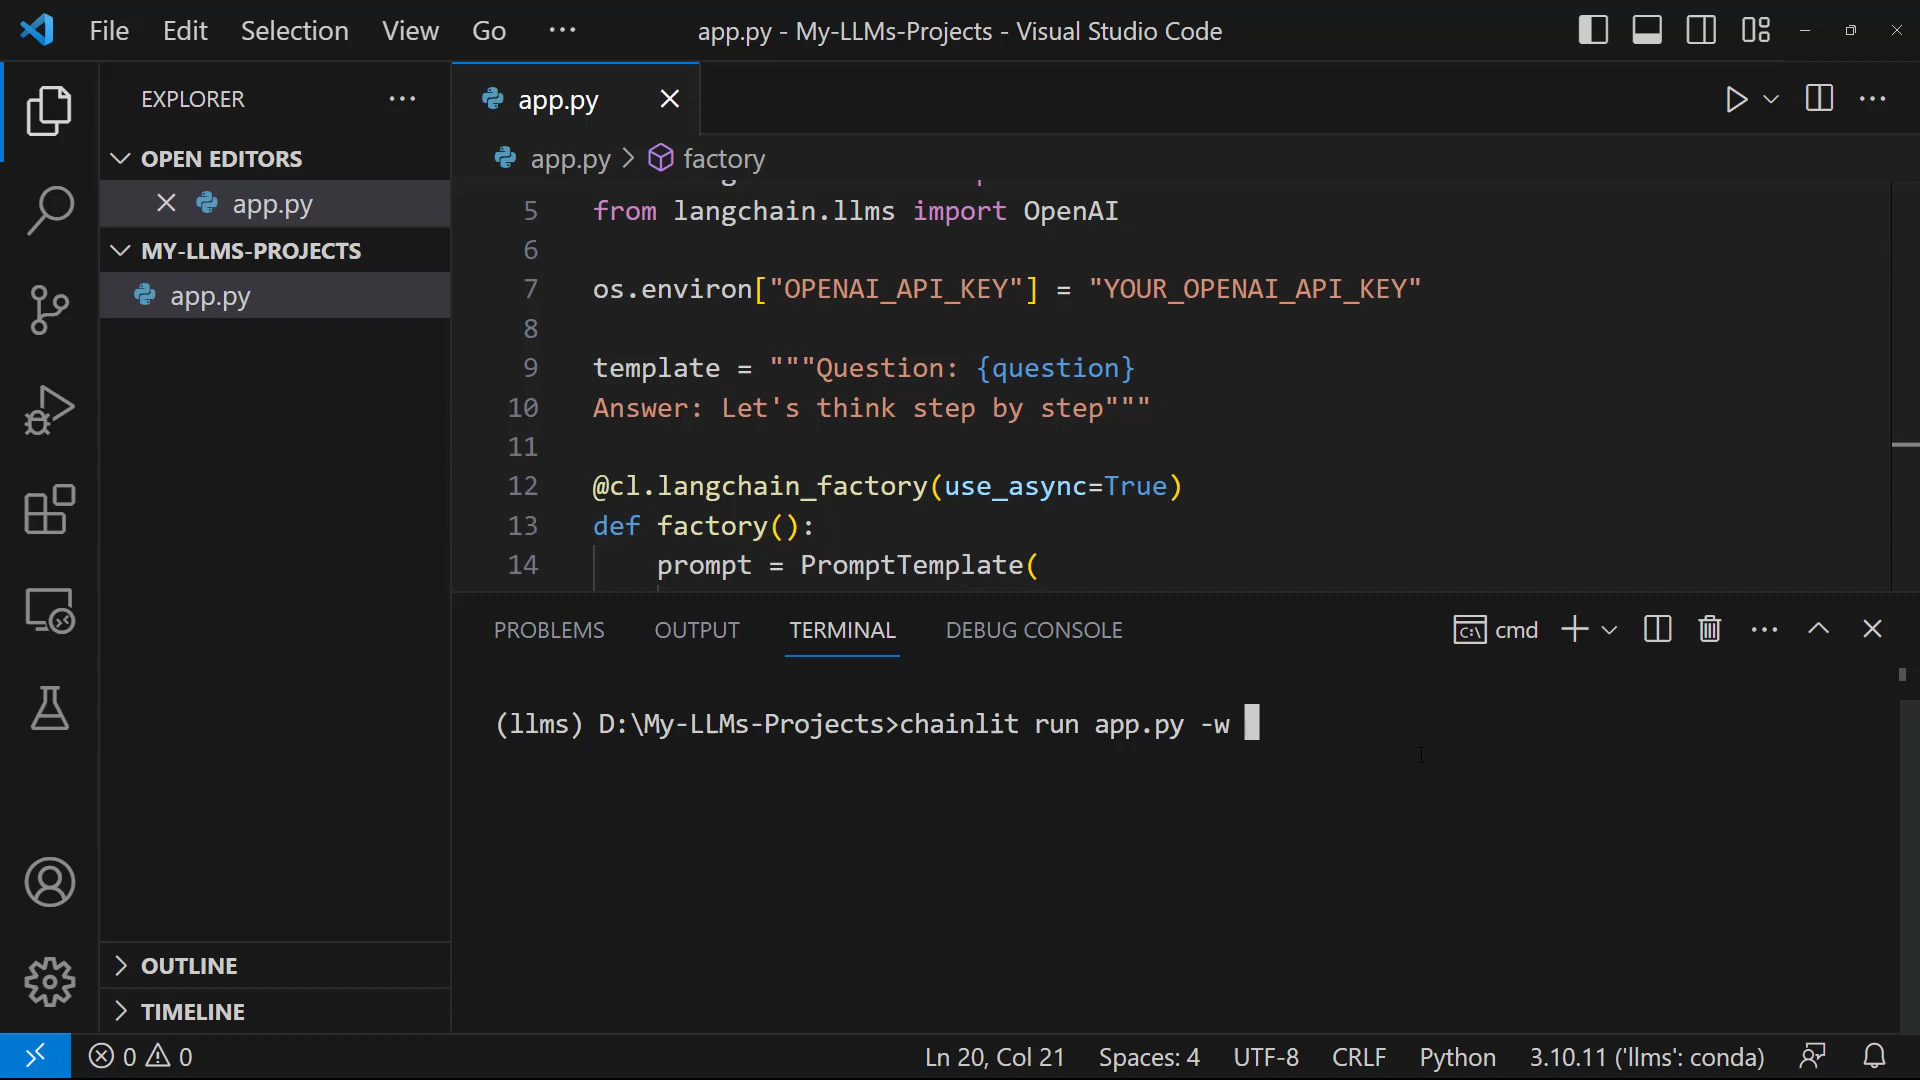 File Edit Selection View Go ··· app.py - My-LLMs-Projects - Visual Studio Code
EXPLORER ···
OPEN EDITORS
app.py
MY-LLMS-PROJECTS
app.py
OUTLINE
TIMELINE
app.py
app.py > factory
5 from langchain.llms import OpenAI
6
7 os.environ["OPENAI_API_KEY"] = "YOUR_OPENAI_API_KEY"
8
9 template = """Question: {question}
10 Answer: Let's think step by step"""
11
12 @cl.langchain_factory(use_async=True)
13 def factory():
14 prompt = PromptTemplate(
PROBLEMS OUTPUT TERMINAL DEBUG CONSOLE cmd
(llms) D:\My-LLMs-Projects>chainlit run app.py -w
0 0 Ln 20, Col 21 Spaces: 4 UTF-8 CRLF Python 3.10.11 ('llms': conda)